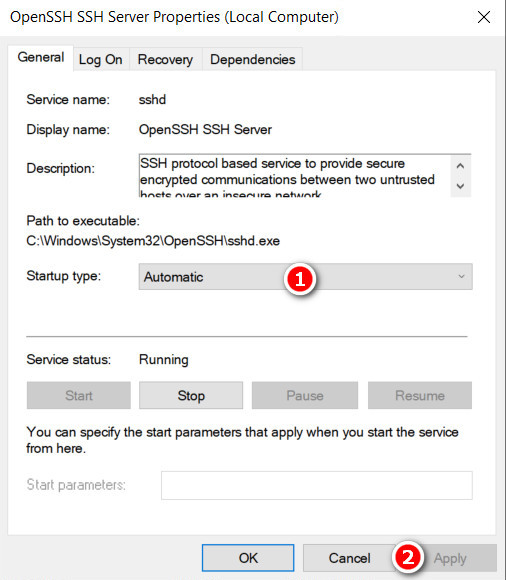 OpenSSH SSH Server Properties (Local Computer)
General Log On Recovery Dependencies
Service name: sshd
Display name: OpenSSH SSH Server
Description: SSH protocol based service to provide secure
encrypted communications between two untrusted
hosts over an insecure network.
Path to executable:
C:\Windows\System32\OpenSSH\sshd.exe
Startup type: Automatic 1
Service status: Running
Start Stop Pause Resume
You can specify the start parameters that apply when you start the service
from here.
Start parameters:
OK Cancel 2 Apply